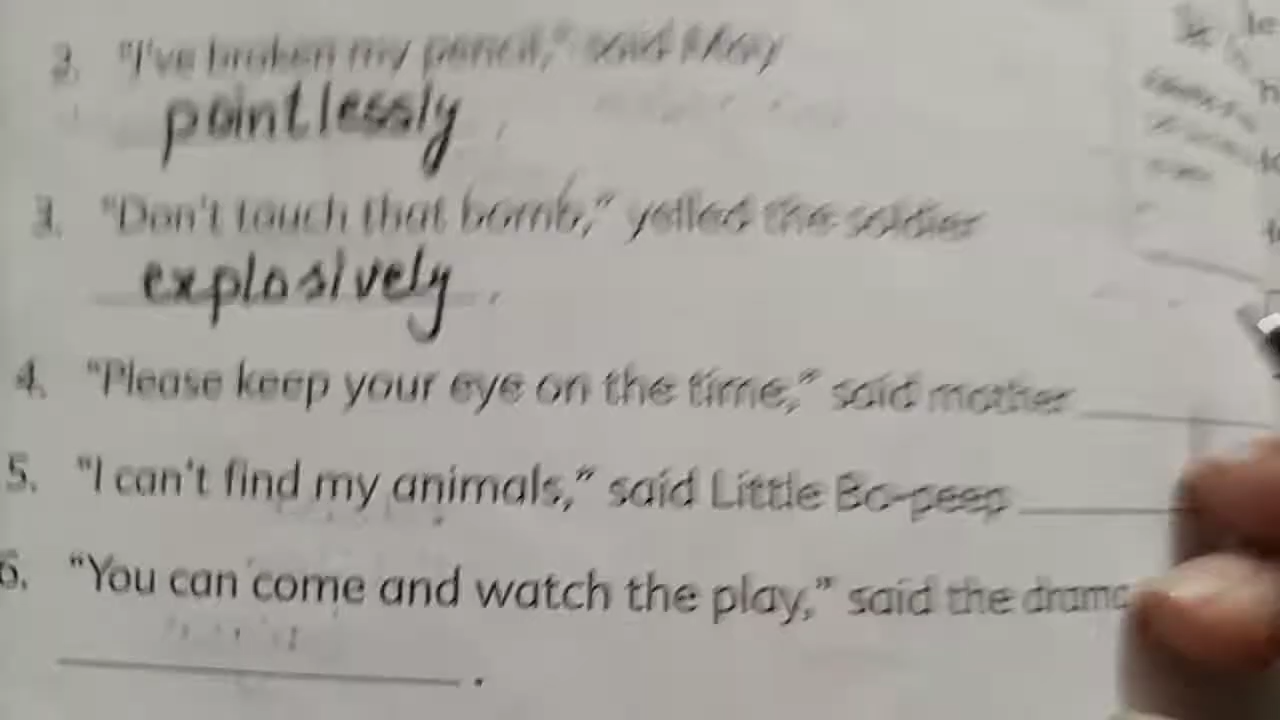 2. "I've broken my pencil," said Mary
pointlessly.
3. "Don't touch that bomb," yelled the soldier
explosively.
4. "Please keep your eye on the time," said mother
5. "I can't find my animals," said Little Bo-peep
6. "You can come and watch the play," said the drama
.